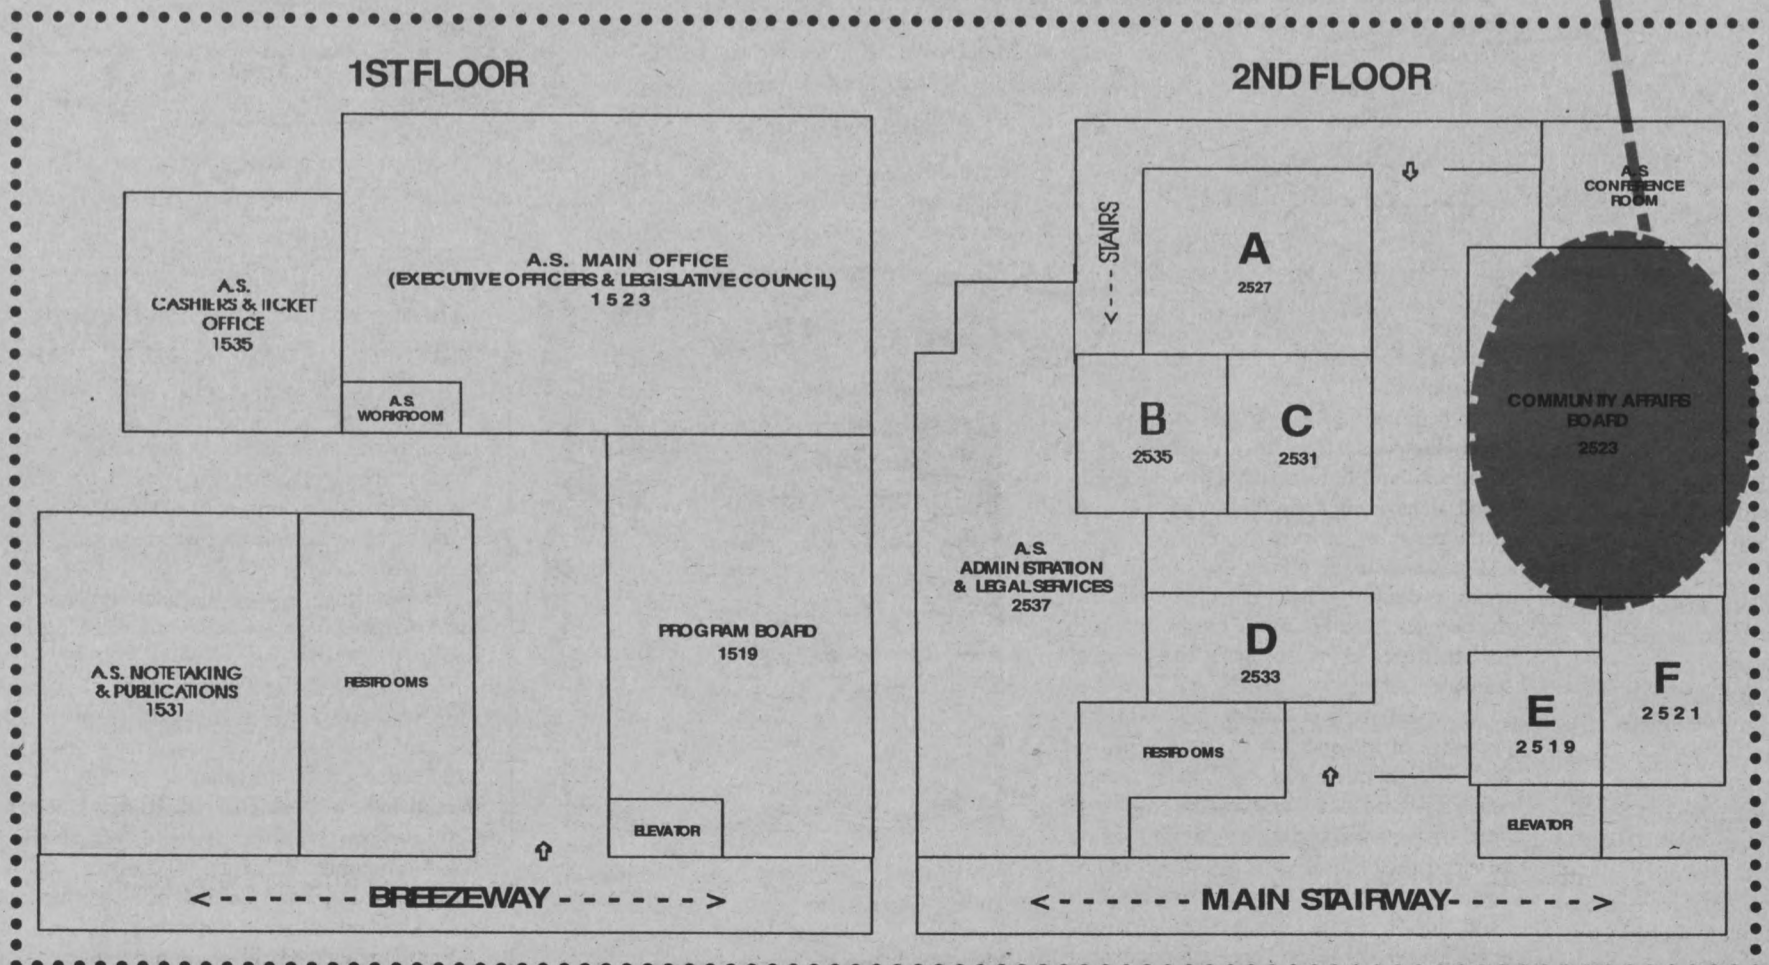 1ST FLOOR
A.S. MAIN OFFICE
(EXECUTIVE OFFICERS & LEGISLATIVE COUNCIL)
1523
A.S.
CASHIERS & TICKET
OFFICE
1535
A.S.
WORKROOM
A.S. NOTETAKING
& PUBLICATIONS
1531
RESTROOMS
PROGRAM BOARD
1519
ELEVATOR
<------ BREEZEWAY ------>
2ND FLOOR
A.S.
CONFERENCE
ROOM
<---- STAIRS
A
2527
B
2535
C
2531
COMMUNITY AFFAIRS
BOARD
2523
A.S.
ADMINISTRATION
& LEGAL SERVICES
2537
D
2533
RESTROOMS
E
2519
F
2521
ELEVATOR
<------ MAIN STAIRWAY ------>